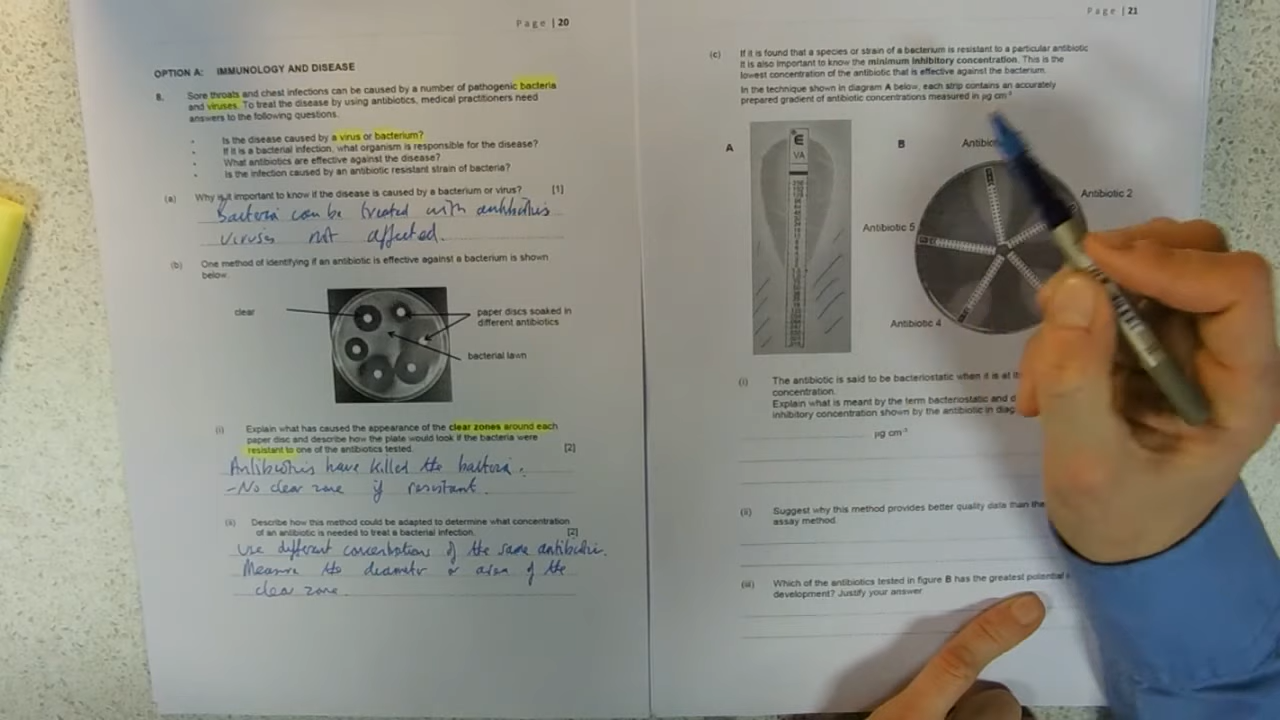 Page | 20
OPTION A: IMMUNOLOGY AND DISEASE
8. Sore throats and chest infections can be caused by a number of pathogenic bacteria
and viruses. To treat the disease by using antibiotics, medical practitioners need
answers to the following questions.
Is the disease caused by a virus or bacterium?
If it is a bacterial infection, what organism is responsible for the disease?
What antibiotics are effective against the disease?
Is the infection caused by an antibiotic resistant strain of bacteria?
(a) Why is it important to know if the disease is caused by a bacterium or virus? [1]
Bacteria can be treated with antibiotics
viruses not affected.
(b) One method of identifying if an antibiotic is effective against a bacterium is shown
below.
clear
paper discs soaked in
different antibiotics
bacterial lawn
(i) Explain what has caused the appearance of the clear zones around each
paper disc and describe how the plate would look if the bacteria were
resistant to one of the antibiotics tested. [2]
Antibiotics have killed the bacteria.
- No clear zone if resistant.
(ii) Describe how this method could be adapted to determine what concentration
of an antibiotic is needed to treat a bacterial infection. [2]
Use different concentrations of the same antibiotic.
Measure the diameter or area of the
clear zone.
Page | 21
(c) If it is found that a species or strain of a bacterium is resistant to a particular antibiotic
It is also important to know the minimum inhibitory concentration. This is the
lowest concentration of the antibiotic that is effective against the bacterium.
In the technique shown in diagram A below, each strip contains an accurately
prepared gradient of antibiotic concentrations measured in µg cm⁻³
A
E
VA
B
Antibio
Antibiotic 2
Antibiotic 5
Antibiotic 4
(i) The antibiotic is said to be bacteriostatic when it is at it
concentration.
Explain what is meant by the term bacteriostatic and d
inhibitory concentration shown by the antibiotic in diag
µg cm⁻³
(ii) Suggest why this method provides better quality data than the
assay method.
(iii) Which of the antibiotics tested in figure B has the greatest potential
development? Justify your answer